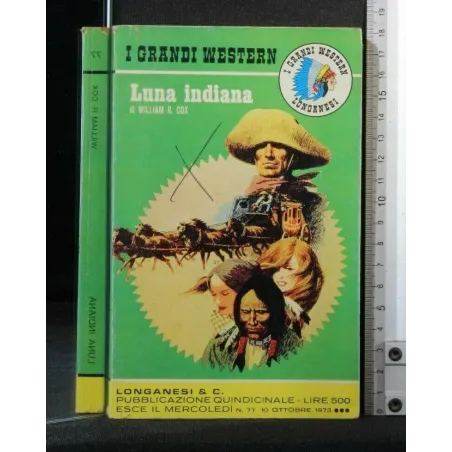 I GRANDI WESTERN
I GRANDI WESTERN
LONGANESI
Luna indiana
di WILLIAM R. COX
LONGANESI & C.
PUBBLICAZIONE QUINDICINALE - LIRE 500
ESCE IL MERCOLEDÌ N. 77 10 OTTOBRE 1973
77
WILLIAM R. COX
LUNA INDIANA